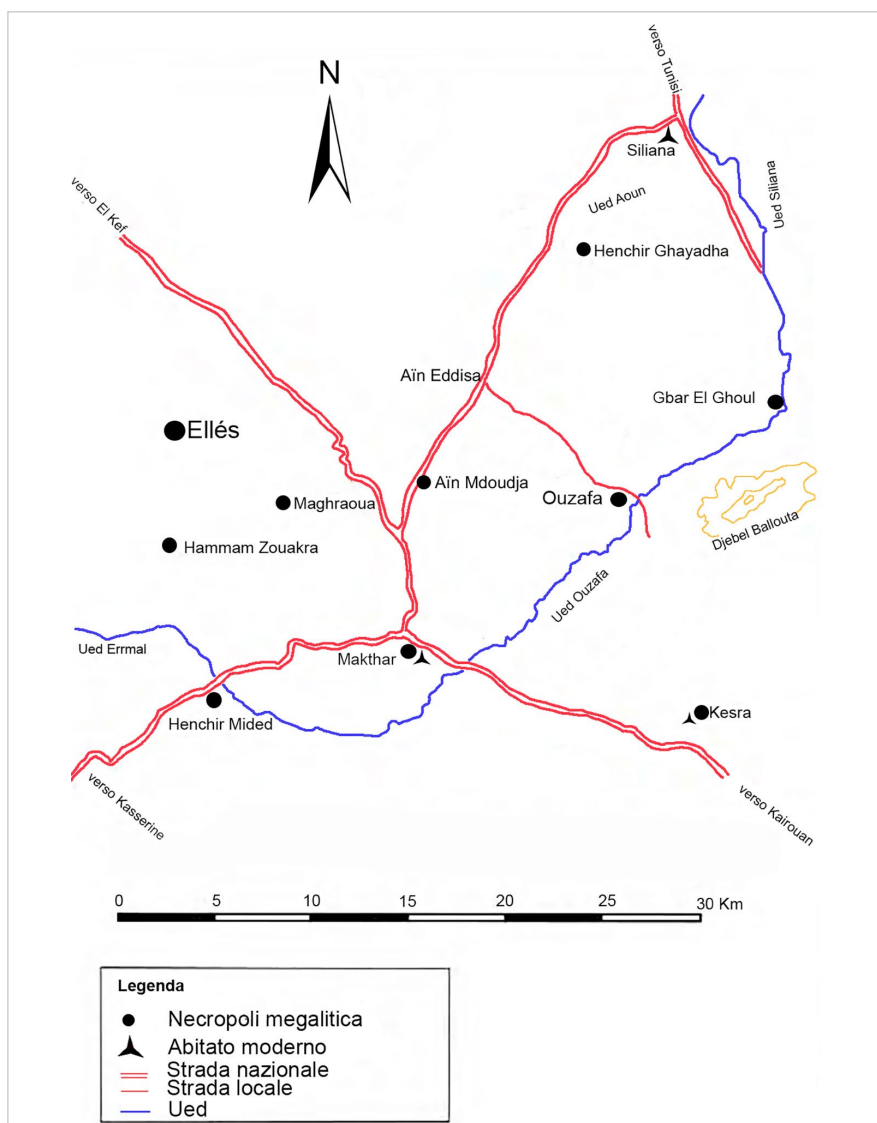 verso Tunisi
N
Siliana
Ued Siliana
Ued Aoun
verso El Kef
Henchir Ghayadha
Aïn Eddisa
Gbar El Ghoul
Ellés
Aïn Mdoudja
Ouzafa
Maghraoua
Djebel Ballouta
Hammam Zouakra
Ued Ouzafa
Ued Errmal
Makthar
Kesra
Henchir Mided
verso Kasserine
verso Kairouan
0 5 10 15 20 25 30 Km
Legenda
Necropoli megalitica
Abitato moderno
Strada nazionale
Strada locale
Ued